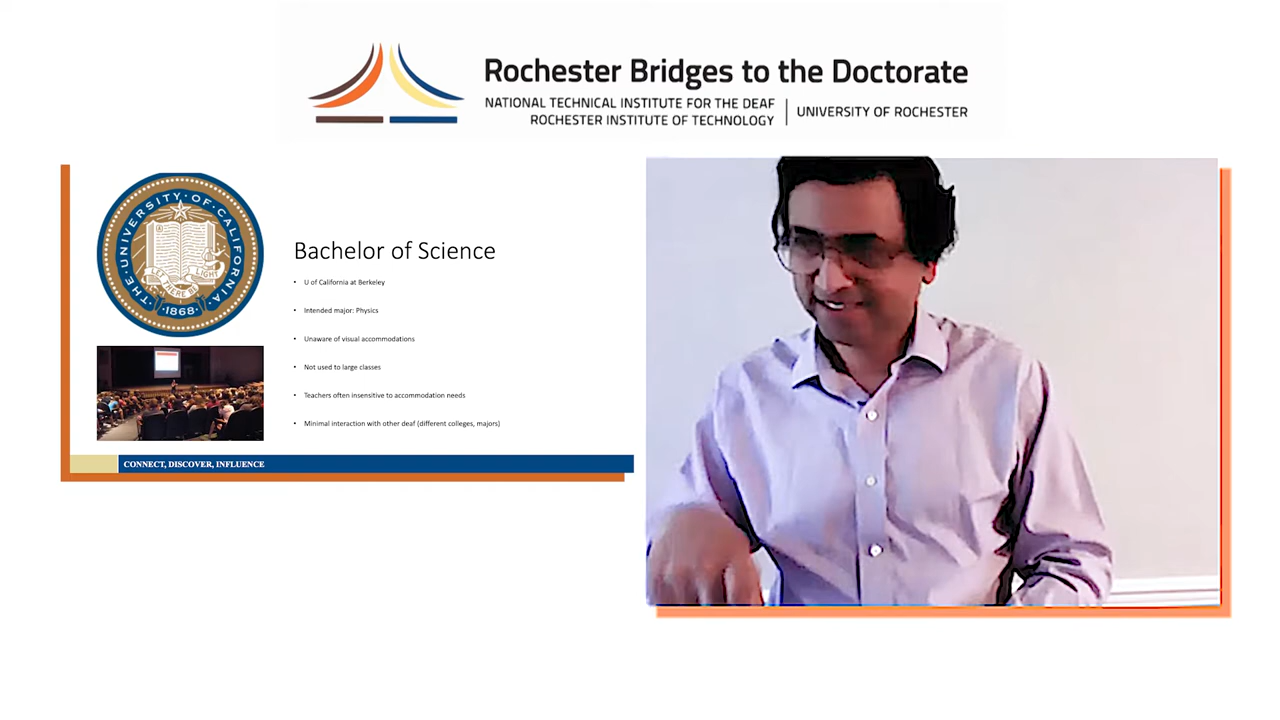 Rochester Bridges to the Doctorate
NATIONAL TECHNICAL INSTITUTE FOR THE DEAF
ROCHESTER INSTITUTE OF TECHNOLOGY
UNIVERSITY OF ROCHESTER
THE · UNIVERSITY · OF · CALIFORNIA
LET THERE BE LIGHT
·1868·
Bachelor of Science
• U of California at Berkeley
• Intended major: Physics
• Unaware of visual accommodations
• Not used to large classes
• Teachers often insensitive to accommodation needs
• Minimal interaction with other deaf (different colleges, majors)
CONNECT, DISCOVER, INFLUENCE